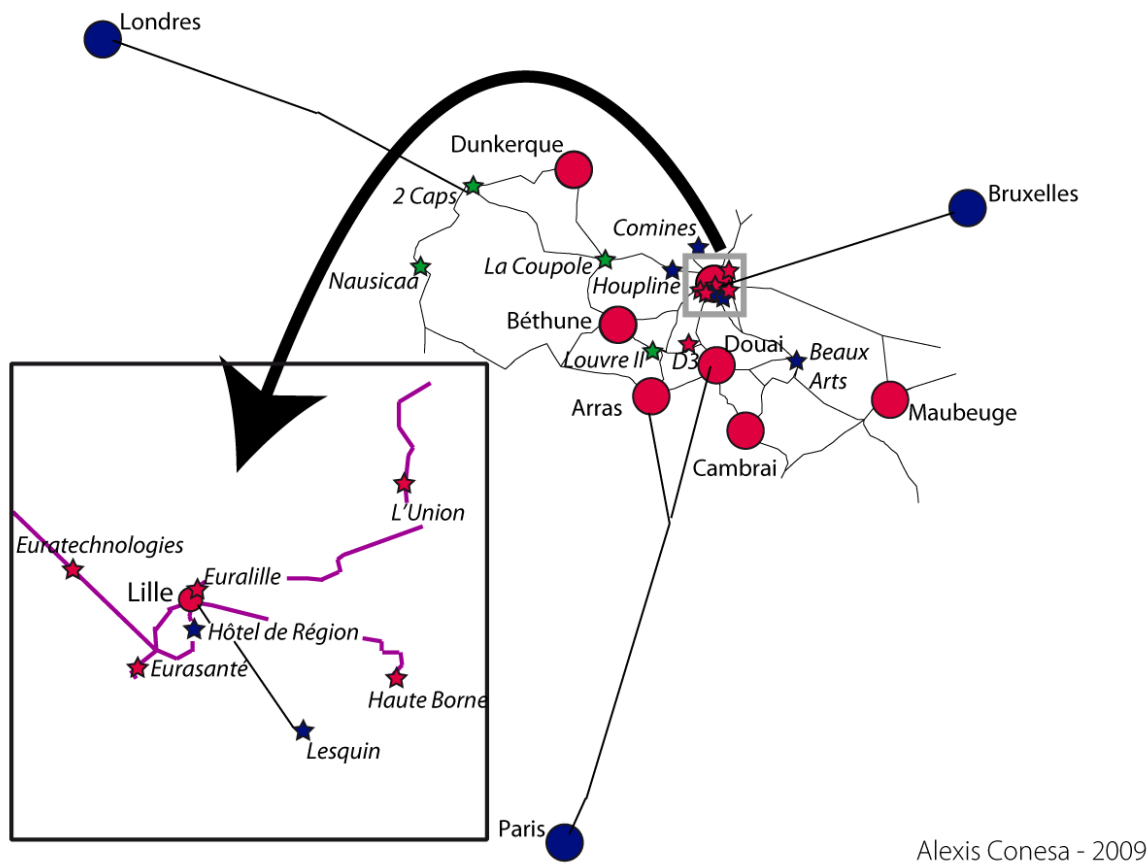 Londres
Dunkerque
2 Caps
Bruxelles
Comines
La Coupole
Nausicaa
Houpline
Béthune
Douai
Louvre II
D3
Beaux
Arts
Arras
Maubeuge
Cambrai
L'Union
Euratechnologies
Euralille
Lille
Hôtel de Région
Eurasanté
Haute Borne
Lesquin
Paris
Alexis Conesa - 2009